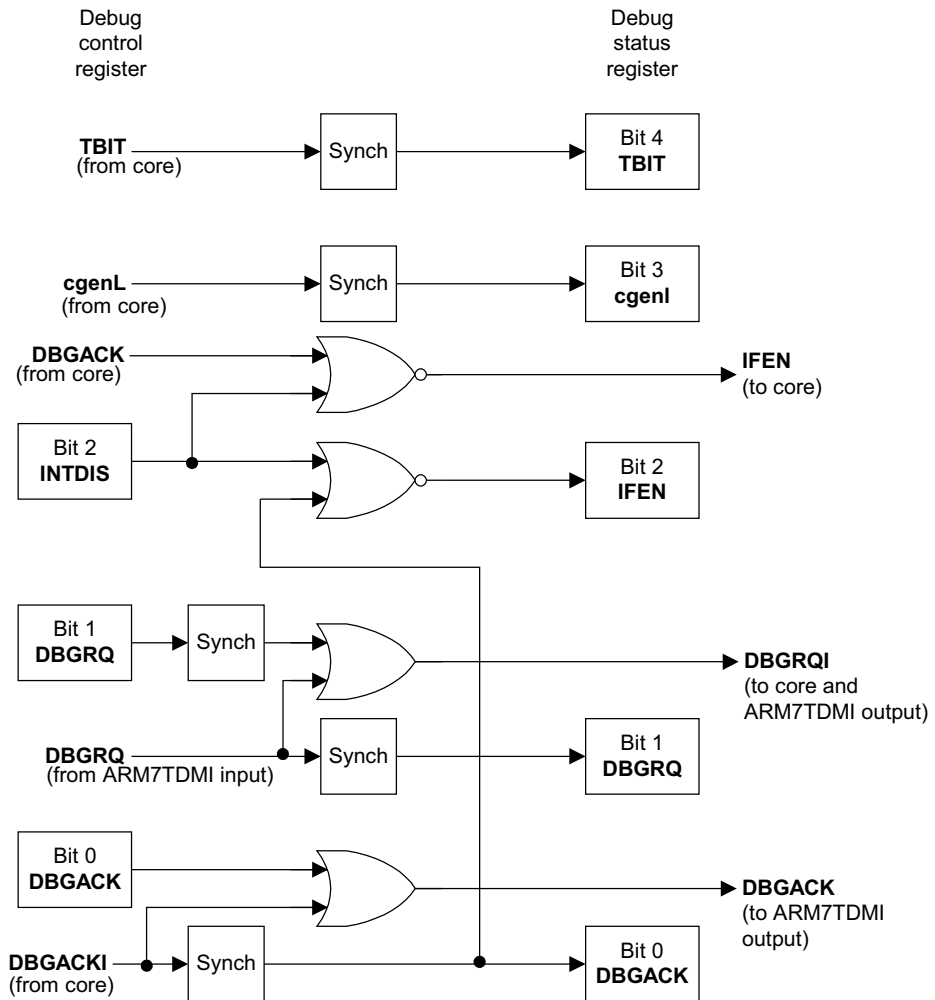 Debug
control
register
Debug
status
register
TBIT
(from core)
Synch
Bit 4
TBIT
cgenL
(from core)
Synch
Bit 3
cgenl
DBGACK
(from core)
IFEN
(to core)
Bit 2
INTDIS
Bit 2
IFEN
Bit 1
DBGRQ
Synch
DBGRQI
(to core and
ARM7TDMI output)
DBGRQ
(from ARM7TDMI input)
Synch
Bit 1
DBGRQ
Bit 0
DBGACK
DBGACK
(to ARM7TDMI
output)
DBGACKI
(from core)
Synch
Bit 0
DBGACK